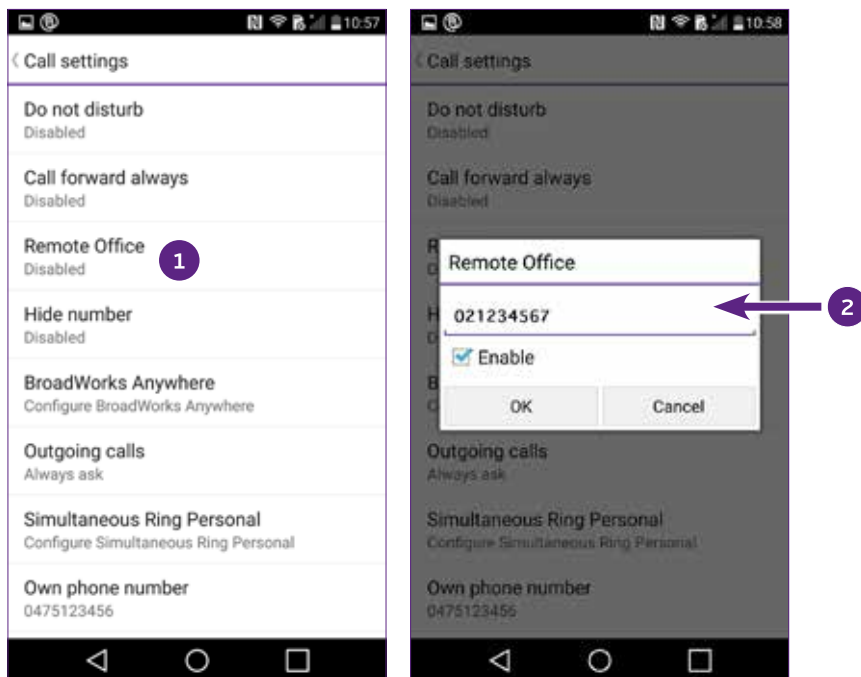 10:57
Call settings
Do not disturb
Disabled
Call forward always
Disabled
Remote Office
Disabled
1
Hide number
Disabled
BroadWorks Anywhere
Configure BroadWorks Anywhere
Outgoing calls
Always ask
Simultaneous Ring Personal
Configure Simultaneous Ring Personal
Own phone number
0475123456
10:58
Call settings
Do not disturb
Disabled
Call forward always
Disabled
R
D
Remote Office
2
H
021234567
D
Enable
B
C
OK
Cancel
Outgoing calls
Always ask
Simultaneous Ring Personal
Configure Simultaneous Ring Personal
Own phone number
0475123456